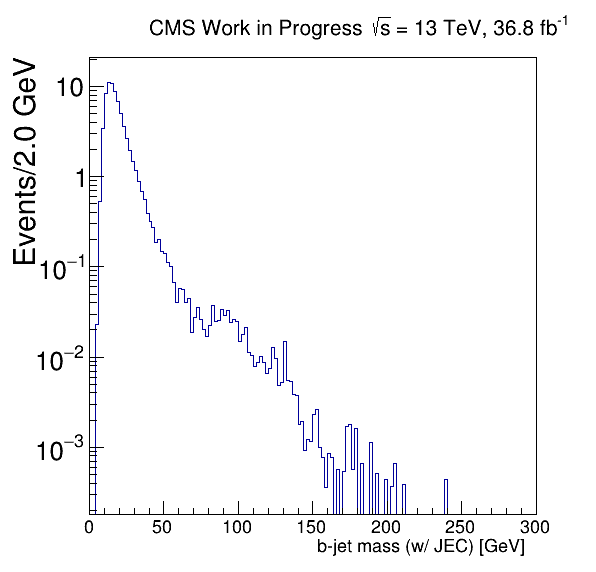 CMS Work in Progress √s = 13 TeV, 36.8 fb⁻¹
Events/2.0 GeV
10
1
10⁻¹
10⁻²
10⁻³
0 50 100 150 200 250 300
b-jet mass (w/ JEC) [GeV]